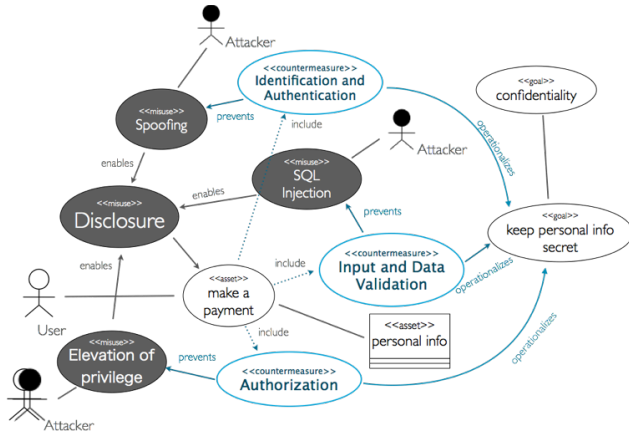 Attacker
<<countermeasure>>
Identification and
Authentication
<<goal>>
confidentiality
<<misuse>>
Spoofing
prevents
include
operationalizes
Attacker
enables
<<misuse>>
SQL
Injection
enables
<<misuse>>
Disclosure
prevents
<<goal>>
keep personal info
secret
enables
include
<<countermeasure>>
Input and Data
Validation
operationalizes
<<asset>>
make a
payment
User
include
<<asset>>
personal info
operationalizes
<<misuse>>
Elevation of
privilege
prevents
<<countermeasure>>
Authorization
Attacker